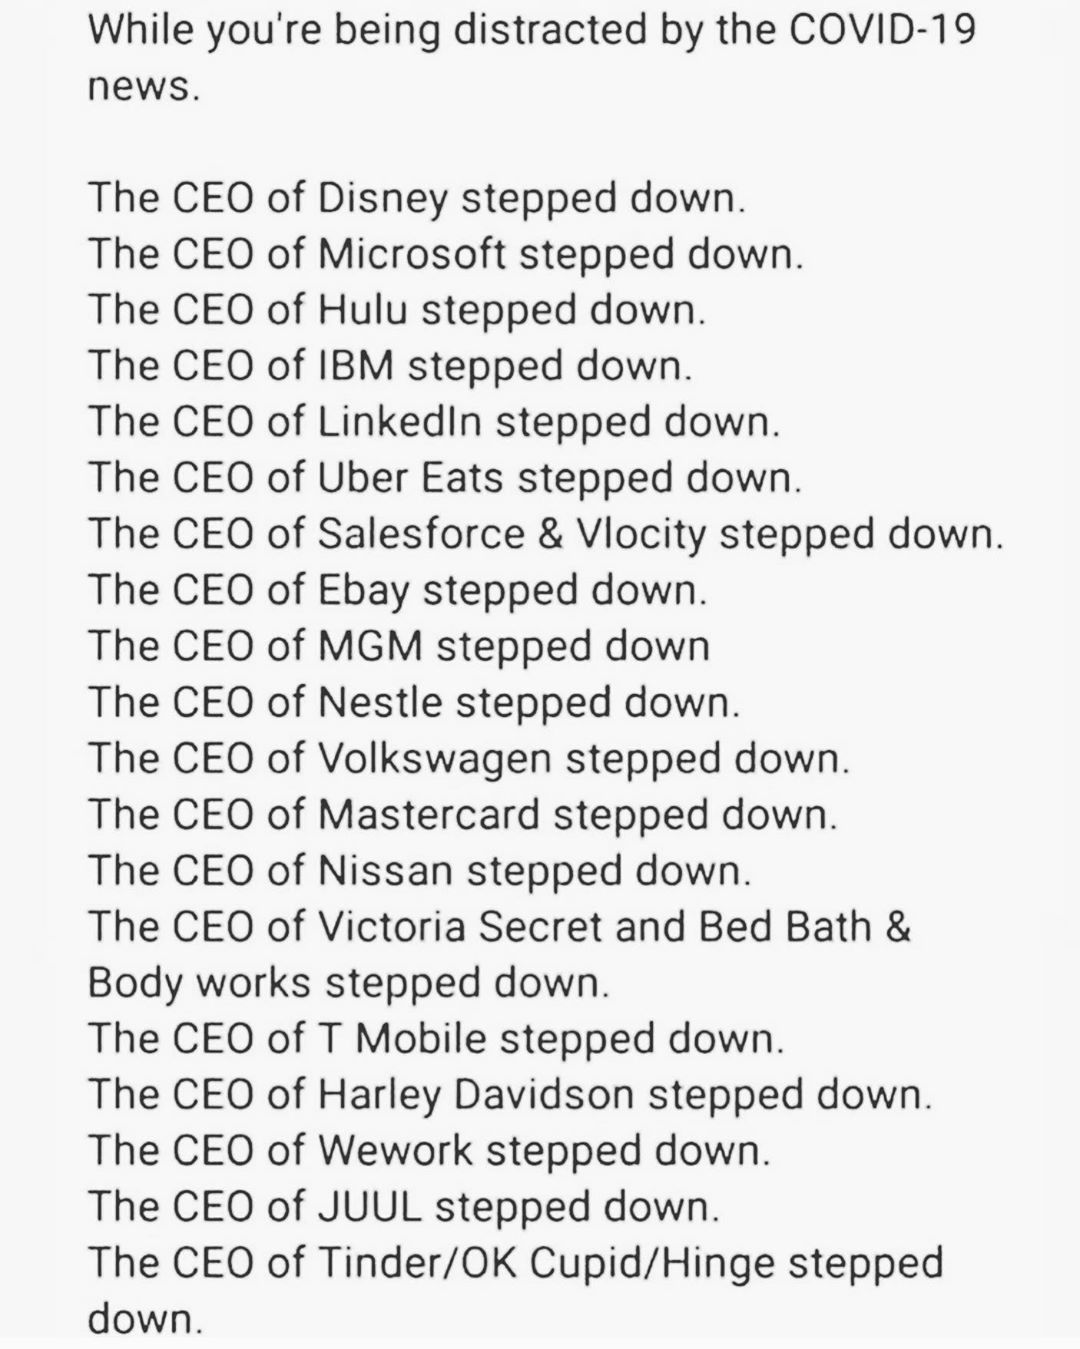 While you're being distracted by the COVID-19
news.
The CEO of Disney stepped down.
The CEO of Microsoft stepped down.
The CEO of Hulu stepped down.
The CEO of IBM stepped down.
The CEO of LinkedIn stepped down.
The CEO of Uber Eats stepped down.
The CEO of Salesforce & Vlocity stepped down.
The CEO of Ebay stepped down.
The CEO of MGM stepped down
The CEO of Nestle stepped down.
The CEO of Volkswagen stepped down.
The CEO of Mastercard stepped down.
The CEO of Nissan stepped down.
The CEO of Victoria Secret and Bed Bath &
Body works stepped down.
The CEO of T Mobile stepped down.
The CEO of Harley Davidson stepped down.
The CEO of Wework stepped down.
The CEO of JUUL stepped down.
The CEO of Tinder/OK Cupid/Hinge stepped
down.